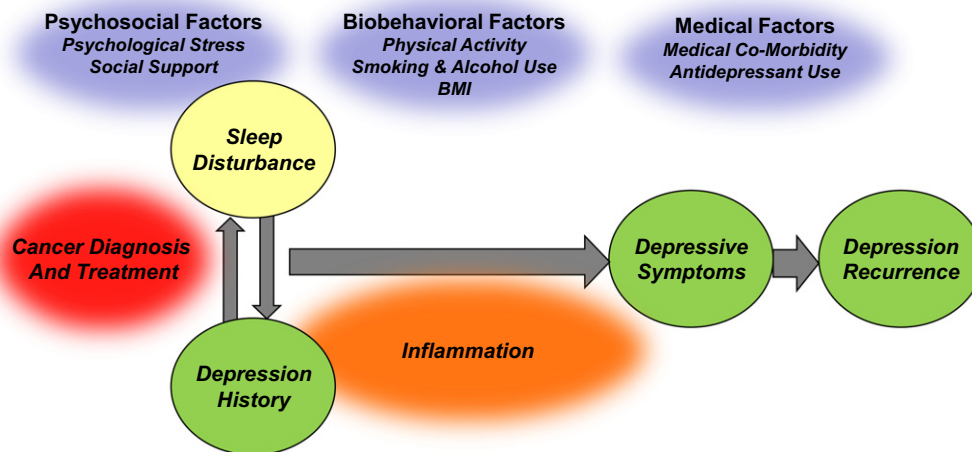 Psychosocial Factors
Psychological Stress
Social Support
Biobehavioral Factors
Physical Activity
Smoking & Alcohol Use
BMI
Medical Factors
Medical Co-Morbidity
Antidepressant Use
Sleep
Disturbance
Cancer Diagnosis
And Treatment
Depressive
Symptoms
Depression
Recurrence
Inflammation
Depression
History